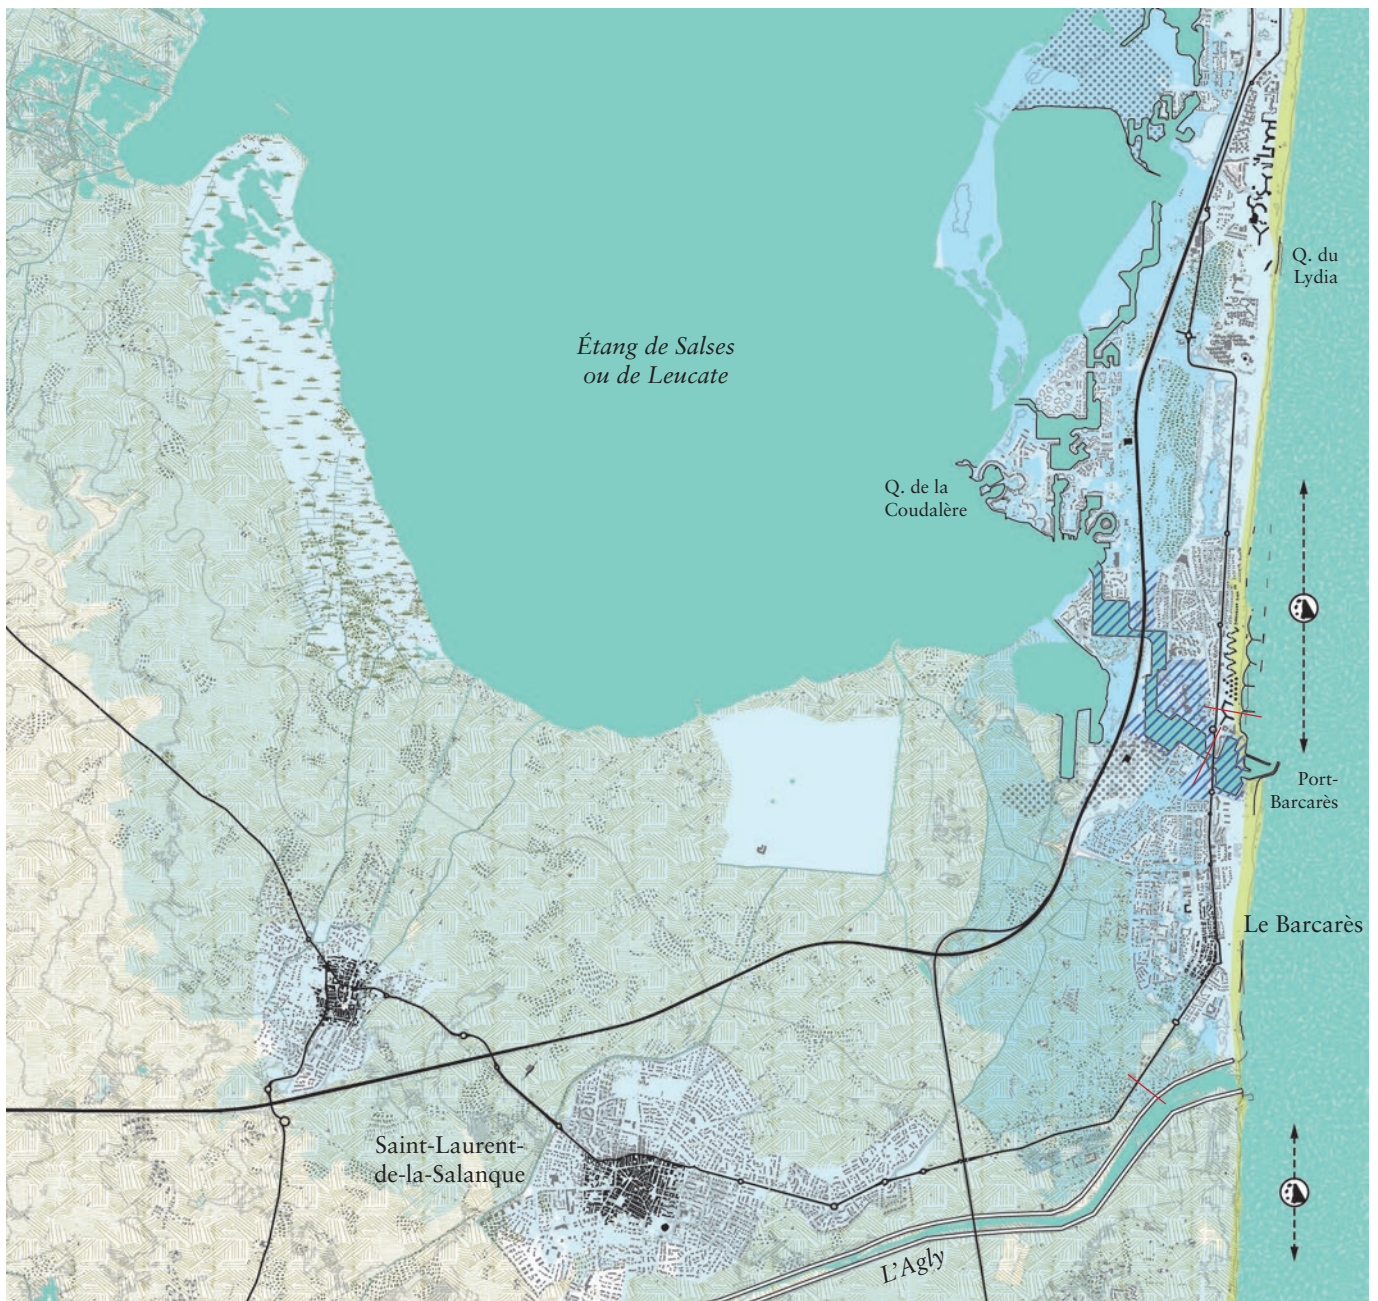 Q. du
Lydia
Étang de Salses
ou de Leucate
Q. de la
Coudalère
Port-
Barcarès
Le Barcarès
Saint-Laurent-
de-la-Salanque
L'Agly